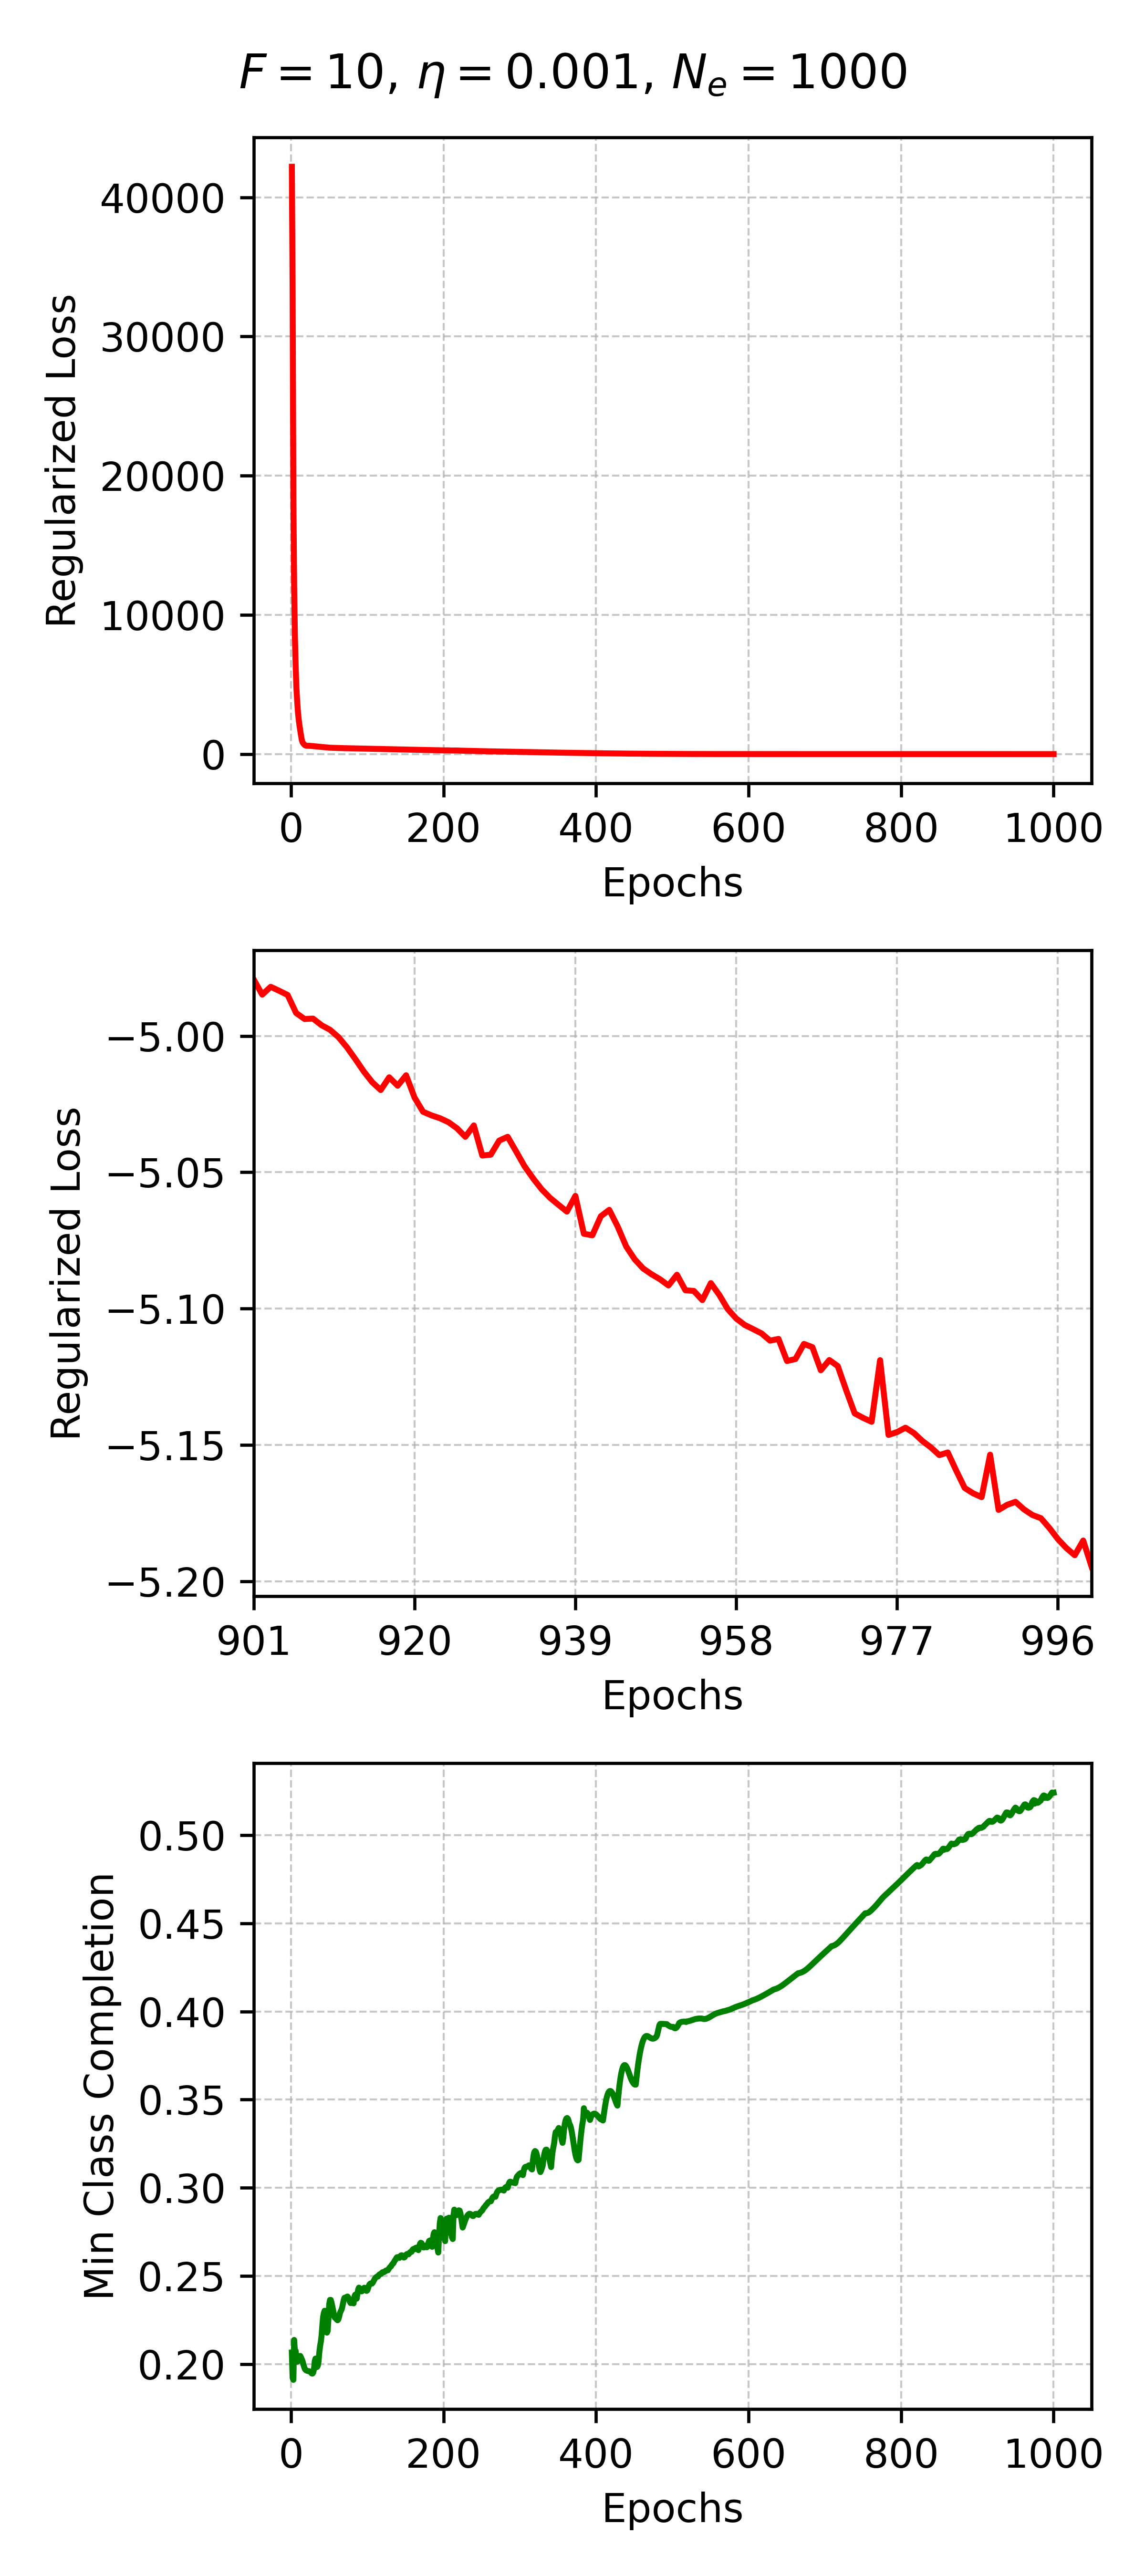 F = 10, η = 0.001, Nₑ = 1000
40000
30000
20000
10000
0
Regularized Loss
0 200 400 600 800 1000
Epochs
−5.00
−5.05
−5.10
−5.15
−5.20
Regularized Loss
901 920 939 958 977 996
Epochs
0.50
0.45
0.40
0.35
0.30
0.25
0.20
Min Class Completion
0 200 400 600 800 1000
Epochs